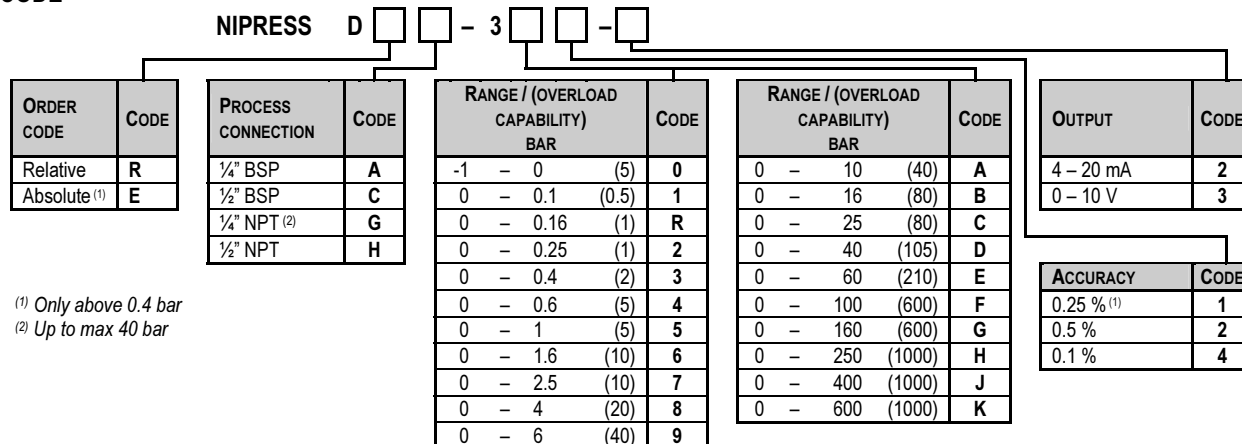 NIPRESS D – 3 –
ORDER CODE CODE
Relative R
Absolute (1) E
PROCESS CONNECTION CODE
¼” BSP A
½” BSP C
¼” NPT (2) G
½” NPT H
RANGE / (OVERLOAD CAPABILITY) BAR CODE
-1 – 0 (5) 0
0 – 0.1 (0.5) 1
0 – 0.16 (1) R
0 – 0.25 (1) 2
0 – 0.4 (2) 3
0 – 0.6 (5) 4
0 – 1 (5) 5
0 – 1.6 (10) 6
0 – 2.5 (10) 7
0 – 4 (20) 8
0 – 6 (40) 9
RANGE / (OVERLOAD CAPABILITY) BAR CODE
0 – 10 (40) A
0 – 16 (80) B
0 – 25 (80) C
0 – 40 (105) D
0 – 60 (210) E
0 – 100 (600) F
0 – 160 (600) G
0 – 250 (1000) H
0 – 400 (1000) J
0 – 600 (1000) K
OUTPUT CODE
4 – 20 mA 2
0 – 10 V 3
ACCURACY CODE
0.25 % (1) 1
0.5 % 2
0.1 % 4
(1) Only above 0.4 bar
(2) Up to max 40 bar